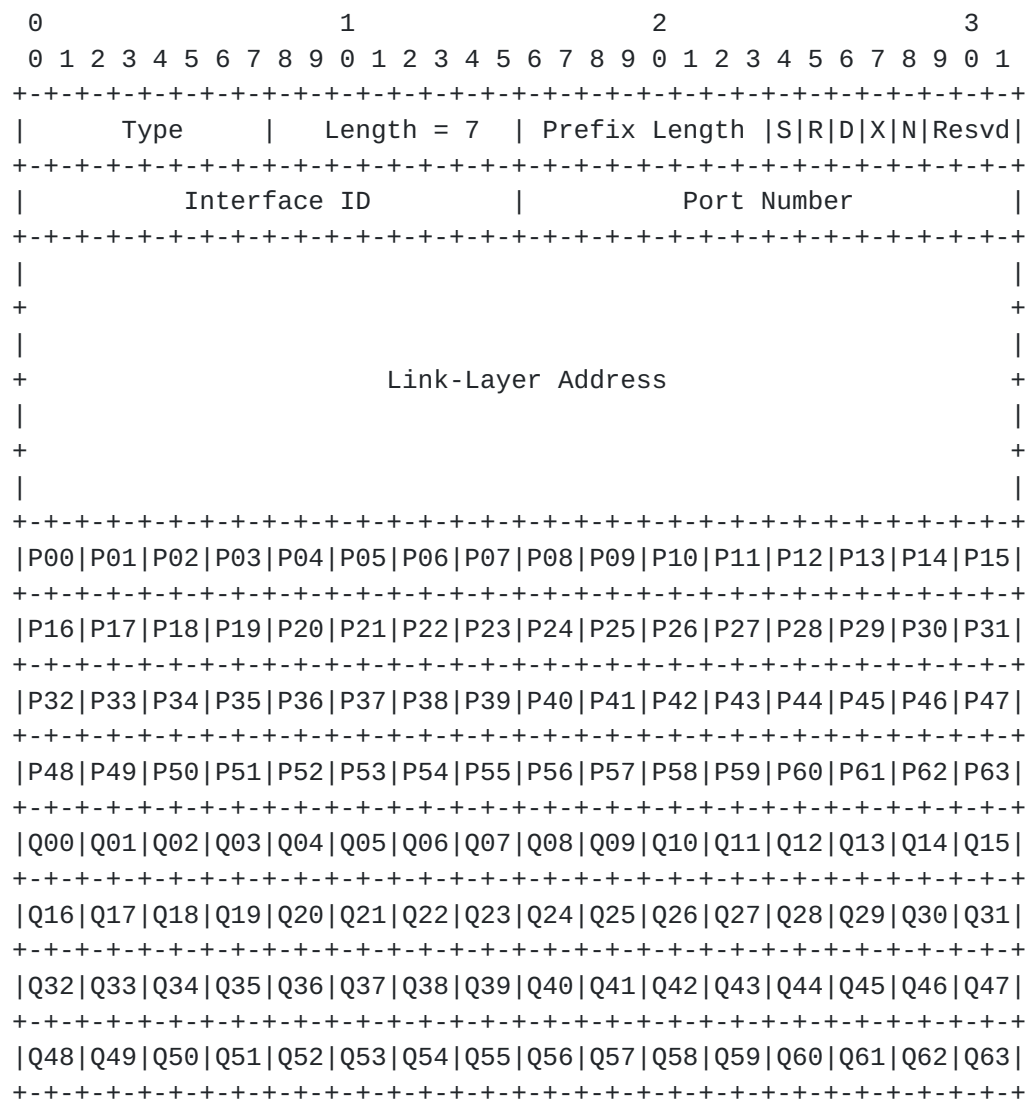 0                   1                   2                   3
 0 1 2 3 4 5 6 7 8 9 0 1 2 3 4 5 6 7 8 9 0 1 2 3 4 5 6 7 8 9 0 1
+-+-+-+-+-+-+-+-+-+-+-+-+-+-+-+-+-+-+-+-+-+-+-+-+-+-+-+-+-+-+-+-+
|      Type     |   Length = 7  | Prefix Length |S|R|D|X|N|Resvd|
+-+-+-+-+-+-+-+-+-+-+-+-+-+-+-+-+-+-+-+-+-+-+-+-+-+-+-+-+-+-+-+-+
|          Interface ID         |          Port Number          |
+-+-+-+-+-+-+-+-+-+-+-+-+-+-+-+-+-+-+-+-+-+-+-+-+-+-+-+-+-+-+-+-+
|                                                               |
+                                                               +
|                                                               |
+                       Link-Layer Address                      +
|                                                               |
+                                                               +
|                                                               |
+-+-+-+-+-+-+-+-+-+-+-+-+-+-+-+-+-+-+-+-+-+-+-+-+-+-+-+-+-+-+-+-+
|P00|P01|P02|P03|P04|P05|P06|P07|P08|P09|P10|P11|P12|P13|P14|P15|
+-+-+-+-+-+-+-+-+-+-+-+-+-+-+-+-+-+-+-+-+-+-+-+-+-+-+-+-+-+-+-+-+
|P16|P17|P18|P19|P20|P21|P22|P23|P24|P25|P26|P27|P28|P29|P30|P31|
+-+-+-+-+-+-+-+-+-+-+-+-+-+-+-+-+-+-+-+-+-+-+-+-+-+-+-+-+-+-+-+-+
|P32|P33|P34|P35|P36|P37|P38|P39|P40|P41|P42|P43|P44|P45|P46|P47|
+-+-+-+-+-+-+-+-+-+-+-+-+-+-+-+-+-+-+-+-+-+-+-+-+-+-+-+-+-+-+-+-+
|P48|P49|P50|P51|P52|P53|P54|P55|P56|P57|P58|P59|P60|P61|P62|P63|
+-+-+-+-+-+-+-+-+-+-+-+-+-+-+-+-+-+-+-+-+-+-+-+-+-+-+-+-+-+-+-+-+
|Q00|Q01|Q02|Q03|Q04|Q05|Q06|Q07|Q08|Q09|Q10|Q11|Q12|Q13|Q14|Q15|
+-+-+-+-+-+-+-+-+-+-+-+-+-+-+-+-+-+-+-+-+-+-+-+-+-+-+-+-+-+-+-+-+
|Q16|Q17|Q18|Q19|Q20|Q21|Q22|Q23|Q24|Q25|Q26|Q27|Q28|Q29|Q30|Q31|
+-+-+-+-+-+-+-+-+-+-+-+-+-+-+-+-+-+-+-+-+-+-+-+-+-+-+-+-+-+-+-+-+
|Q32|Q33|Q34|Q35|Q36|Q37|Q38|Q39|Q40|Q41|Q42|Q43|Q44|Q45|Q46|Q47|
+-+-+-+-+-+-+-+-+-+-+-+-+-+-+-+-+-+-+-+-+-+-+-+-+-+-+-+-+-+-+-+-+
|Q48|Q49|Q50|Q51|Q52|Q53|Q54|Q55|Q56|Q57|Q58|Q59|Q60|Q61|Q62|Q63|
+-+-+-+-+-+-+-+-+-+-+-+-+-+-+-+-+-+-+-+-+-+-+-+-+-+-+-+-+-+-+-+-+